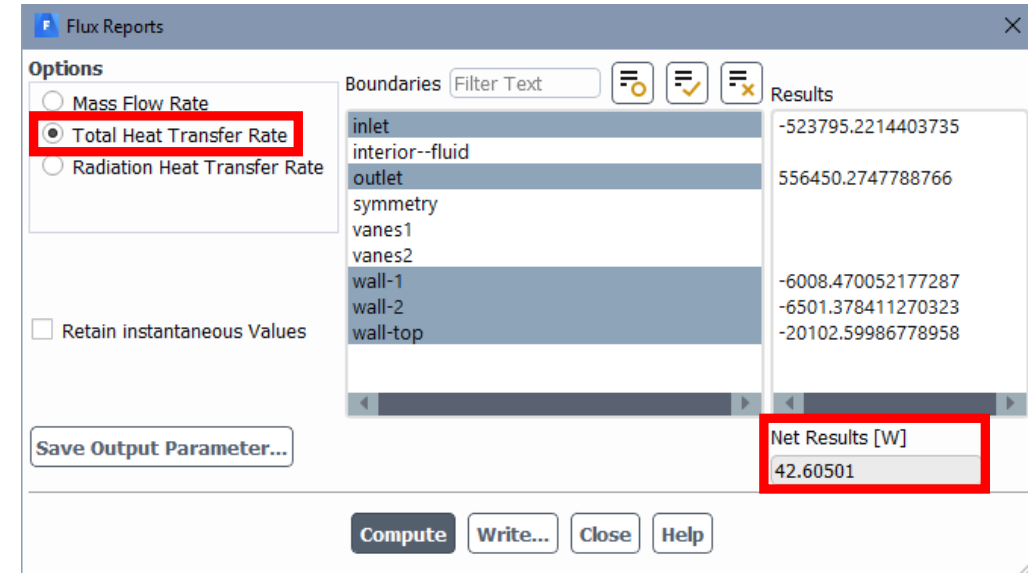 F Flux Reports
Options
Mass Flow Rate
Total Heat Transfer Rate
Radiation Heat Transfer Rate
Retain instantaneous Values
Save Output Parameter...
Boundaries Filter Text
inlet
interior--fluid
outlet
symmetry
vanes1
vanes2
wall-1
wall-2
wall-top
Results
-523795.2214403735
556450.2747788766
-6008.470052177287
-6501.378411270323
-20102.59986778958
Net Results [W]
42.60501
Compute Write... Close Help